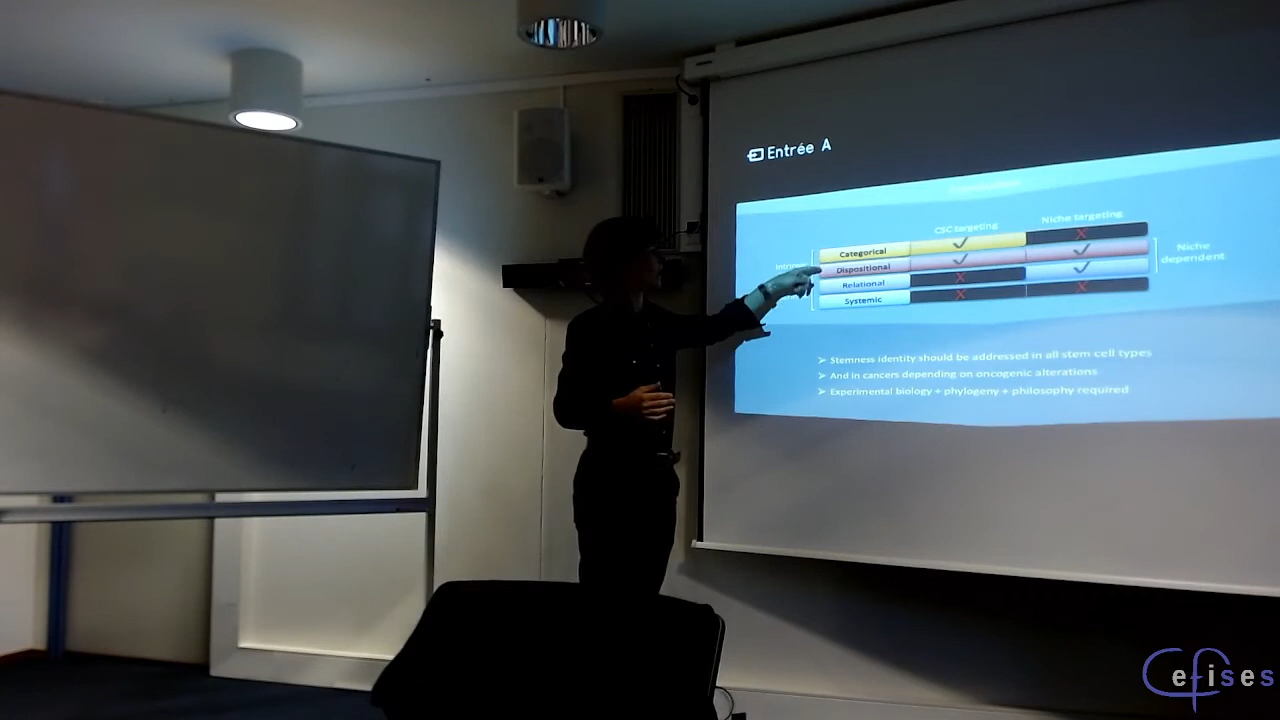 Entrée A
CSC targeting
Niche targeting
Categorical ✓ X
Dispositional ✓ ✓
Relational X ✓
Systemic X X
Niche
dependent
➢ Stemness identity should be addressed in all stem cell types
➢ And in cancers depending on oncogenic alterations
➢ Experimental biology + phylogeny + philosophy required
Cefises